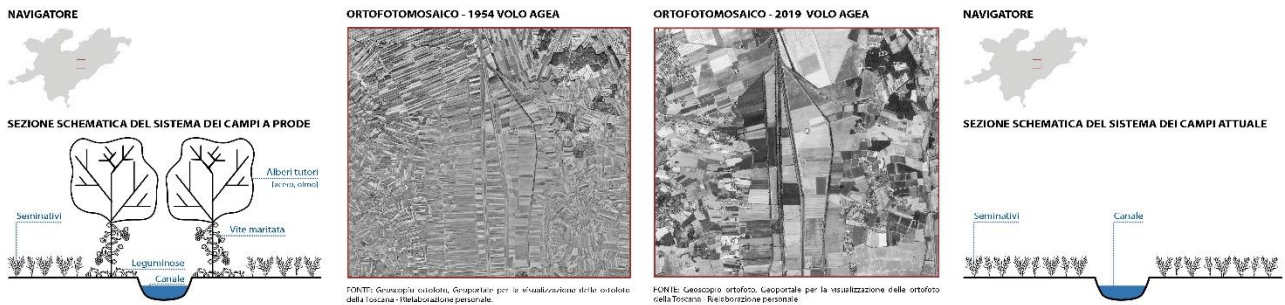 NAVIGATORE
SEZIONE SCHEMATICA DEL SISTEMA DEI CAMPI A PRODE
Alberi tutori
(acero, olmo)
Seminativi
Vite maritata
Leguminose
Canale
ORTOFOTOMOSAICO - 1954 VOLO AGEA
FONTE: Geoscopio ortofoto, Geoportale per la visualizzazione delle ortofoto
della Toscana - Rielaborazione personale.
ORTOFOTOMOSAICO - 2019 VOLO AGEA
FONTE: Geoscopio ortofoto, Geoportale per la visualizzazione delle ortofoto
della Toscana - Rielaborazione personale
NAVIGATORE
SEZIONE SCHEMATICA DEL SISTEMA DEI CAMPI ATTUALE
Seminativi
Canale